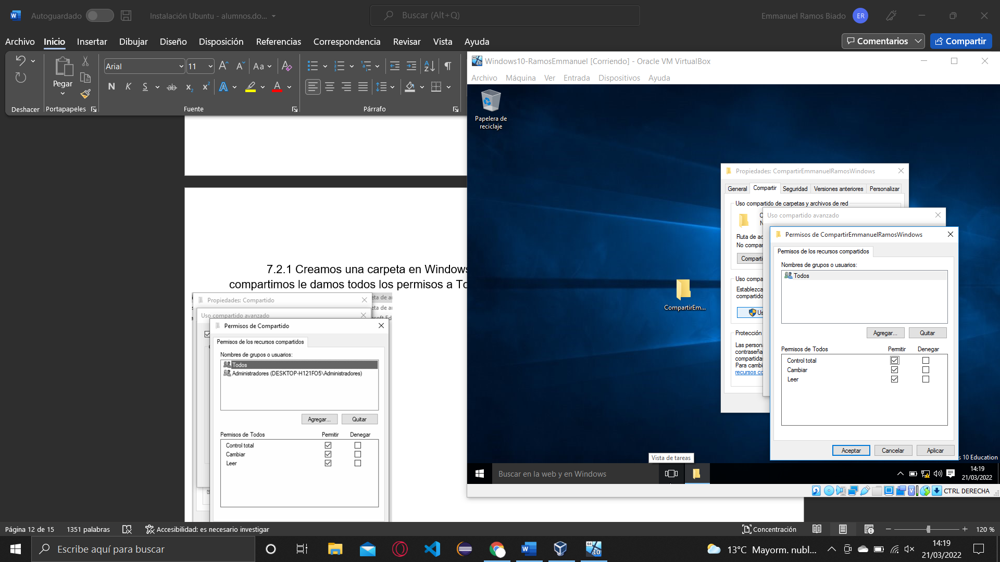 Autoguardado
Instalación Ubuntu - alumnos.do...
Buscar (Alt+Q)
Emmanuel Ramos Biado
ER
Archivo Inicio Insertar Dibujar Diseño Disposición Referencias Correspondencia Revisar Vista Ayuda
Comentarios
Compartir
Arial
11
Aa
Pegar
N K S ab x₂ x² A A
Deshacer
Portapapeles
Fuente
Párrafo
7.2.1 Creamos una carpeta en Windows
compartimos le damos todos los permisos a To
Propiedades: Compartido
Uso compartido avanzado
Permisos de Compartido
Permisos de los recursos compartidos
Nombres de grupos o usuarios:
Todos
Administradores (DESKTOP-H121FO5\Administradores)
Agregar...
Quitar
Permisos de Todos Permitir Denegar
Control total
Cambiar
Leer
Windows10-RamosEmmanuel [Corriendo] - Oracle VM VirtualBox
Archivo Máquina Ver Entrada Dispositivos Ayuda
Papelera de
reciclaje
CompartirEm...
Propiedades: CompartirEmmanuelRamosWindows
General Compartir Seguridad Versiones anteriores Personalizar
Uso compartido de carpetas y archivos de red
Ruta de ac
No compar
Comparti
Uso compa
Establezca
compartido
Us
Protección
Las persona
contraseña
compartida
Para cambi
recursos co
Uso compartido avanzado
Permisos de CompartirEmmanuelRamosWindows
Permisos de los recursos compartidos
Nombres de grupos o usuarios:
Todos
Agregar...
Quitar
Permisos de Todos Permitir Denegar
Control total
Cambiar
Leer
Aceptar
Cancelar
Aplicar
s 10 Education
Vista de tareas
Buscar en la web y en Windows
14:19
21/03/2022
CTRL DERECHA
Página 12 de 15
1351 palabras
Accesibilidad: es necesario investigar
Concentración
120 %
Escribe aquí para buscar
13°C Mayorm. nubl...
14:19
21/03/2022